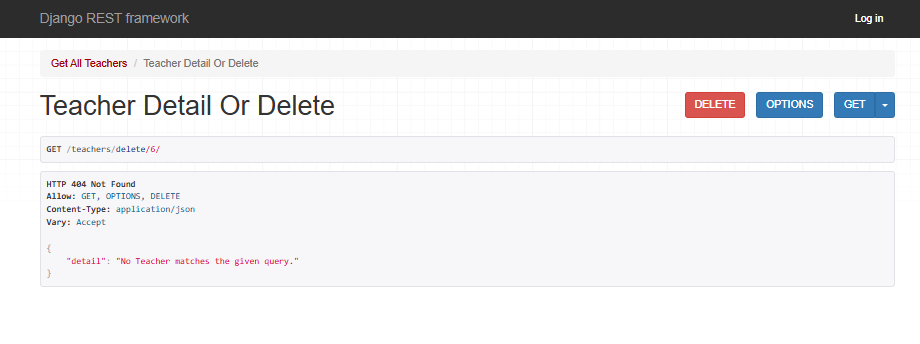 Django REST framework
Log in
Get All Teachers / Teacher Detail Or Delete
Teacher Detail Or Delete
DELETE
OPTIONS
GET
GET /teachers/delete/6/
HTTP 404 Not Found
Allow: GET, OPTIONS, DELETE
Content-Type: application/json
Vary: Accept
{
"detail": "No Teacher matches the given query."
}